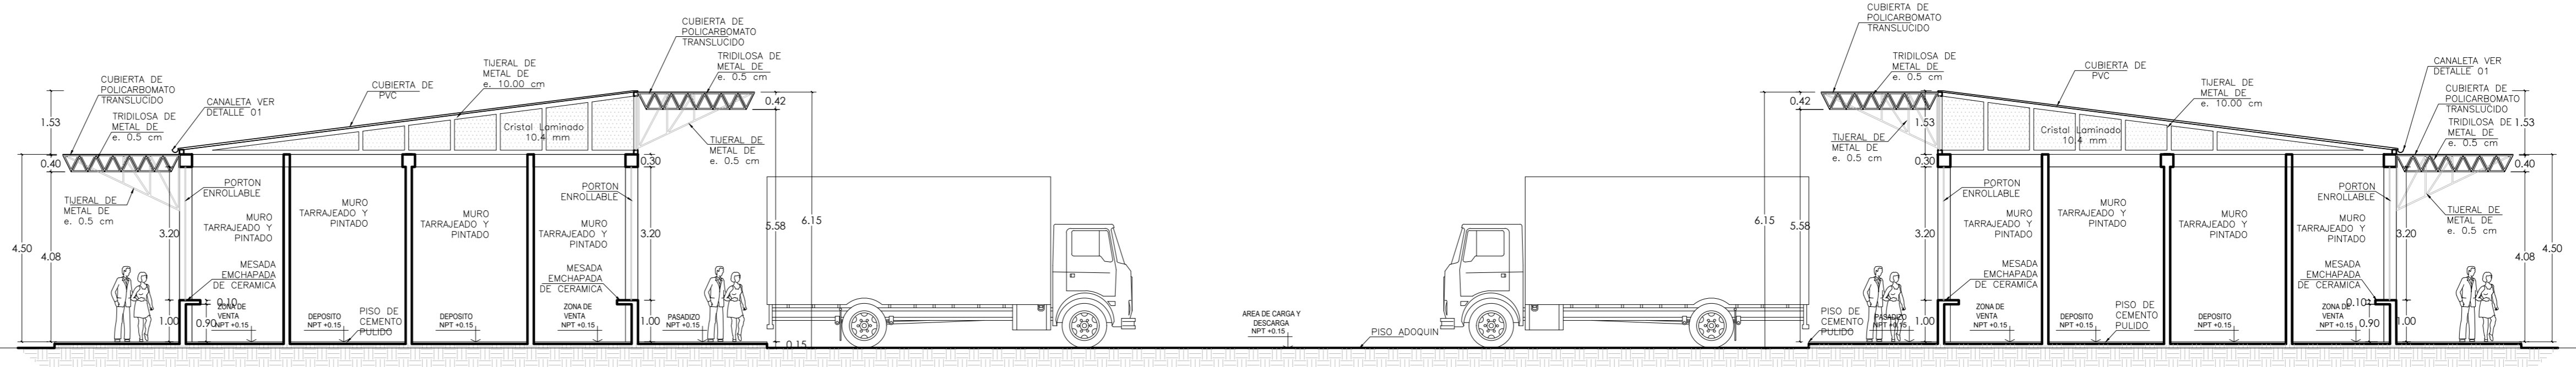 CUBIERTA DE
POLICARBOMATO
TRANSLUCIDO
TRIDILOSA DE
METAL DE
e. 0.5 cm
CANALETA VER
DETALLE 01
CUBIERTA DE
PVC
TIJERAL DE
METAL DE
e. 10.00 cm
CUBIERTA DE
POLICARBOMATO
TRANSLUCIDO
TRIDILOSA DE
METAL DE
e. 0.5 cm
Cristal Laminado
10.4 mm
TIJERAL DE
METAL DE
e. 0.5 cm
TIJERAL DE
METAL DE
e. 0.5 cm
1.53
0.40
4.50
4.08
3.20
0.42
0.30
3.20
5.58
6.15
PORTON
ENROLLABLE
MURO
TARRAJEADO Y
PINTADO
MURO
TARRAJEADO Y
PINTADO
MURO
TARRAJEADO Y
PINTADO
PORTON
ENROLLABLE
MURO
TARRAJEADO Y
PINTADO
MESADA
EMCHAPADA
DE CERAMICA
MESADA
EMCHAPADA
DE CERAMICA
0.10
1.00
0.90
ZONA DE
VENTA
NPT +0.15
DEPOSITO
NPT +0.15
PISO DE
CEMENTO
PULIDO
DEPOSITO
NPT +0.15
ZONA DE
VENTA
NPT +0.15
1.00
PASADIZO
NPT +0.15
0.15
AREA DE CARGA Y
DESCARGA
NPT +0.15
PISO ADOQUIN
CUBIERTA DE
POLICARBOMATO
TRANSLUCIDO
TRIDILOSA DE
METAL DE
e. 0.5 cm
CUBIERTA DE
PVC
TIJERAL DE
METAL DE
e. 10.00 cm
CANALETA VER
DETALLE 01
CUBIERTA DE
POLICARBOMATO
TRANSLUCIDO
TRIDILOSA DE
METAL DE
e. 0.5 cm
Cristal Laminado
10.4 mm
TIJERAL DE
METAL DE
e. 0.5 cm
TIJERAL DE
METAL DE
e. 0.5 cm
0.42
1.53
0.30
6.15
5.58
3.20
1.53
0.40
3.20
4.08
4.50
PORTON
ENROLLABLE
MURO
TARRAJEADO Y
PINTADO
MURO
TARRAJEADO Y
PINTADO
MURO
TARRAJEADO Y
PINTADO
PORTON
ENROLLABLE
MURO
TARRAJEADO Y
PINTADO
MESADA
EMCHAPADA
DE CERAMICA
MESADA
EMCHAPADA
DE CERAMICA
PISO DE
CEMENTO
PULIDO
PASADIZO
NPT +0.15
1.00
ZONA DE
VENTA
NPT +0.15
DEPOSITO
NPT +0.15
PISO DE
CEMENTO
PULIDO
DEPOSITO
NPT +0.15
ZONA DE
VENTA
NPT +0.15
0.10
0.90
1.00